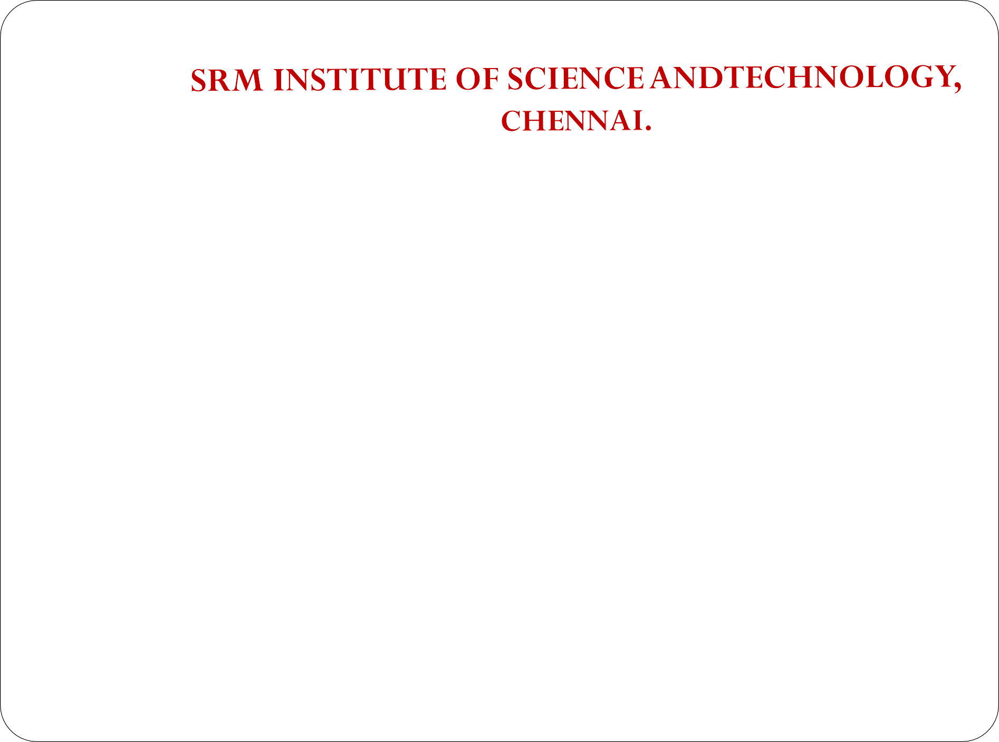 SRM INSTITUTE OF SCIENCE ANDTECHNOLOGY,
CHENNAI.